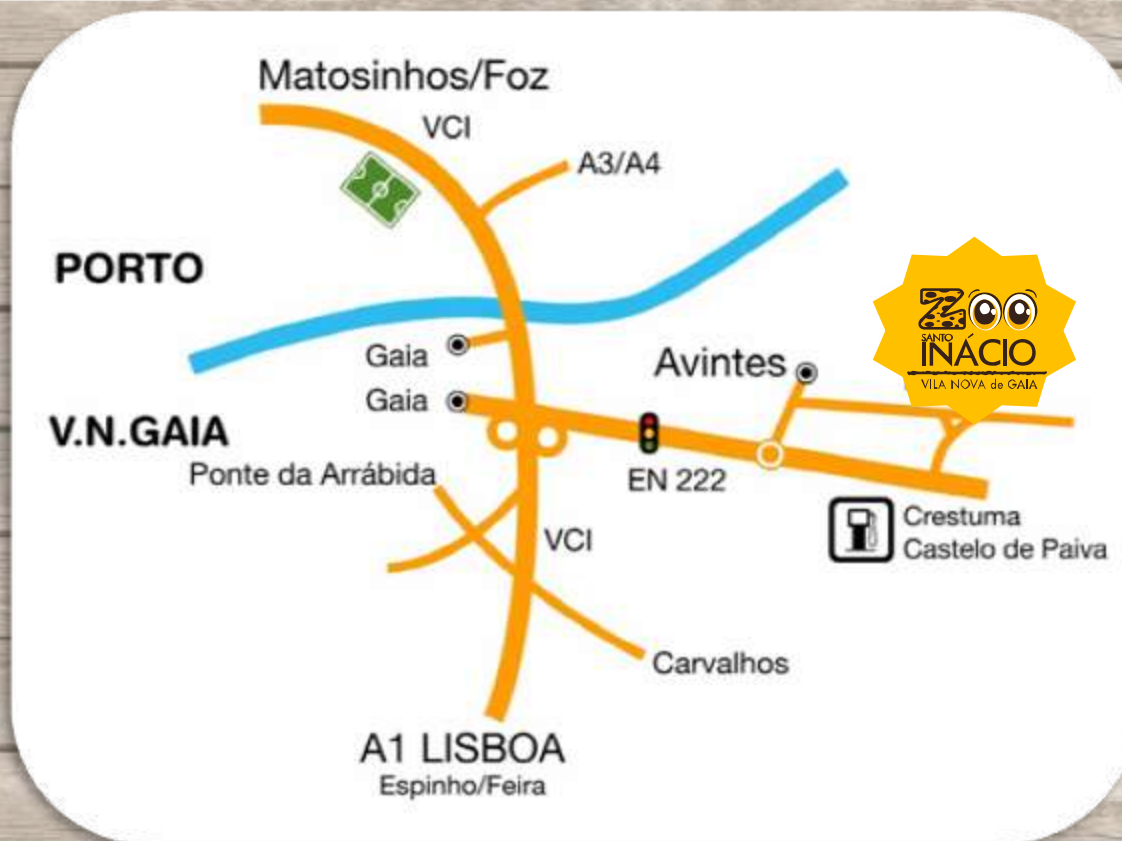 Matosinhos/Foz
VCI
A3/A4
PORTO
ZOO
SANTO
INÁCIO
VILA NOVA de GAIA
Gaia
Avintes
Gaia
V.N.GAIA
Ponte da Arrábida
EN 222
VCI
Crestuma
Castelo de Paiva
Carvalhos
A1 LISBOA
Espinho/Feira